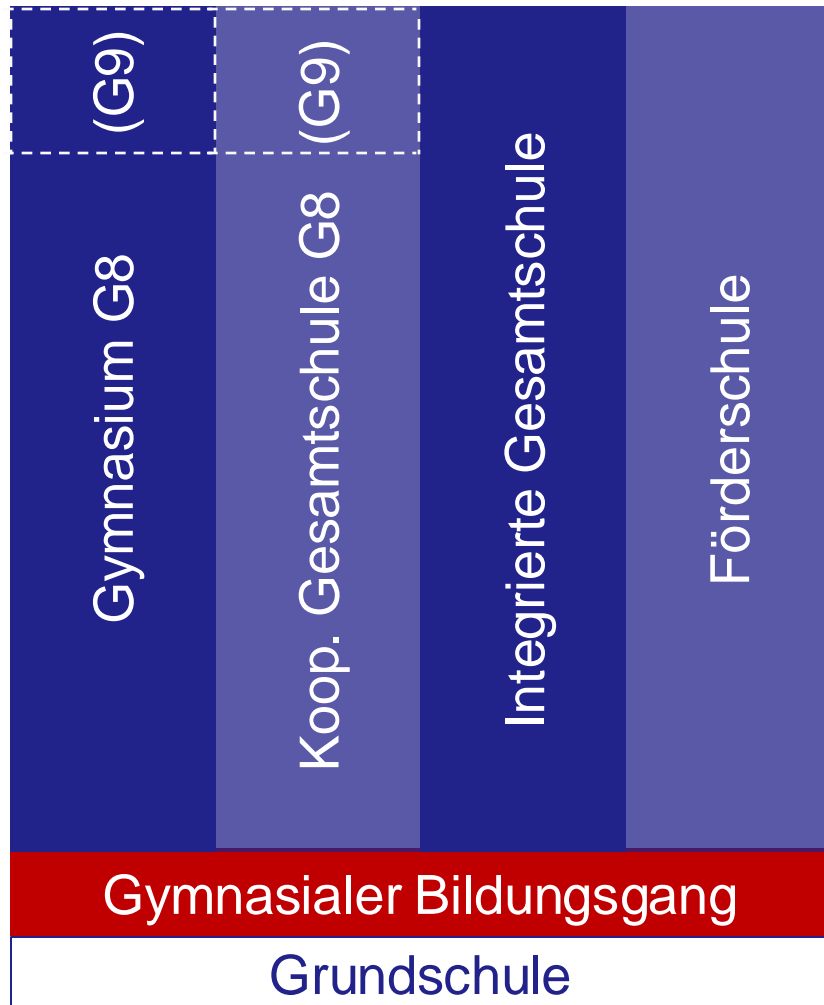 (G9)
Gymnasium G8
(G9)
Koop. Gesamtschule G8
Integrierte Gesamtschule
Förderschule
Gymnasialer Bildungsgang
Grundschule